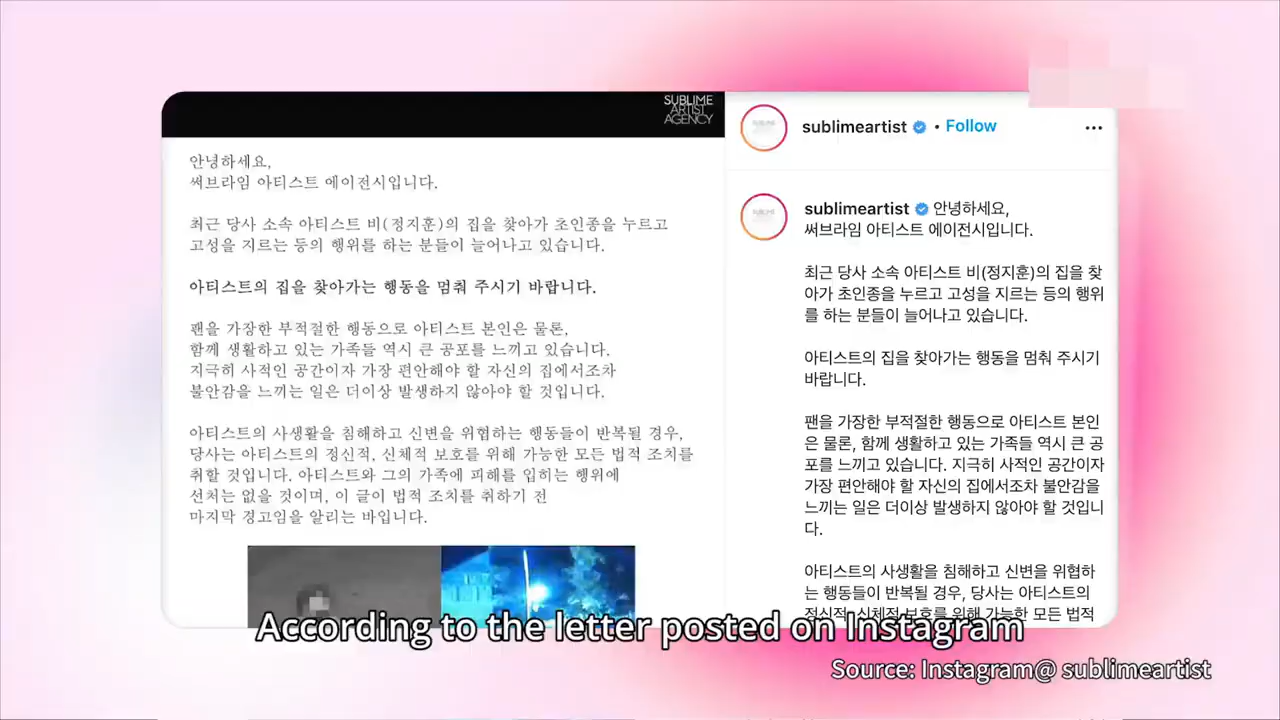 SUBLIME
ARTIST
AGENCY
안녕하세요,
써브라임 아티스트 에이전시입니다.
최근 당사 소속 아티스트 비(정지훈)의 집을 찾아가 초인종을 누르고
고성을 지르는 등의 행위를 하는 분들이 늘어나고 있습니다.
아티스트의 집을 찾아가는 행동을 멈춰 주시기 바랍니다.
팬을 가장한 부적절한 행동으로 아티스트 본인은 물론,
함께 생활하고 있는 가족들 역시 큰 공포를 느끼고 있습니다.
지극히 사적인 공간이자 가장 편안해야 할 자신의 집에서조차
불안감을 느끼는 일은 더이상 발생하지 않아야 할 것입니다.
아티스트의 사생활을 침해하고 신변을 위협하는 행동들이 반복될 경우,
당사는 아티스트의 정신적, 신체적 보호를 위해 가능한 모든 법적 조치를
취할 것입니다. 아티스트와 그의 가족에 피해를 입히는 행위에
선처는 없을 것이며, 이 글이 법적 조치를 취하기 전
마지막 경고임을 알리는 바입니다.
sublimeartist • Follow
sublimeartist 안녕하세요,
써브라임 아티스트 에이전시입니다.
최근 당사 소속 아티스트 비(정지훈)의 집을 찾
아가 초인종을 누르고 고성을 지르는 등의 행위
를 하는 분들이 늘어나고 있습니다.
아티스트의 집을 찾아가는 행동을 멈춰 주시기
바랍니다.
팬을 가장한 부적절한 행동으로 아티스트 본인
은 물론, 함께 생활하고 있는 가족들 역시 큰 공
포를 느끼고 있습니다. 지극히 사적인 공간이자
가장 편안해야 할 자신의 집에서조차 불안감을
느끼는 일은 더이상 발생하지 않아야 할 것입니
다.
아티스트의 사생활을 침해하고 신변을 위협하
는 행동들이 반복될 경우, 당사는 아티스트의
정신적, 신체적 보호를 위해 가능한 모든 법적
According to the letter posted on Instagram
Source: Instagram@ sublimeartist